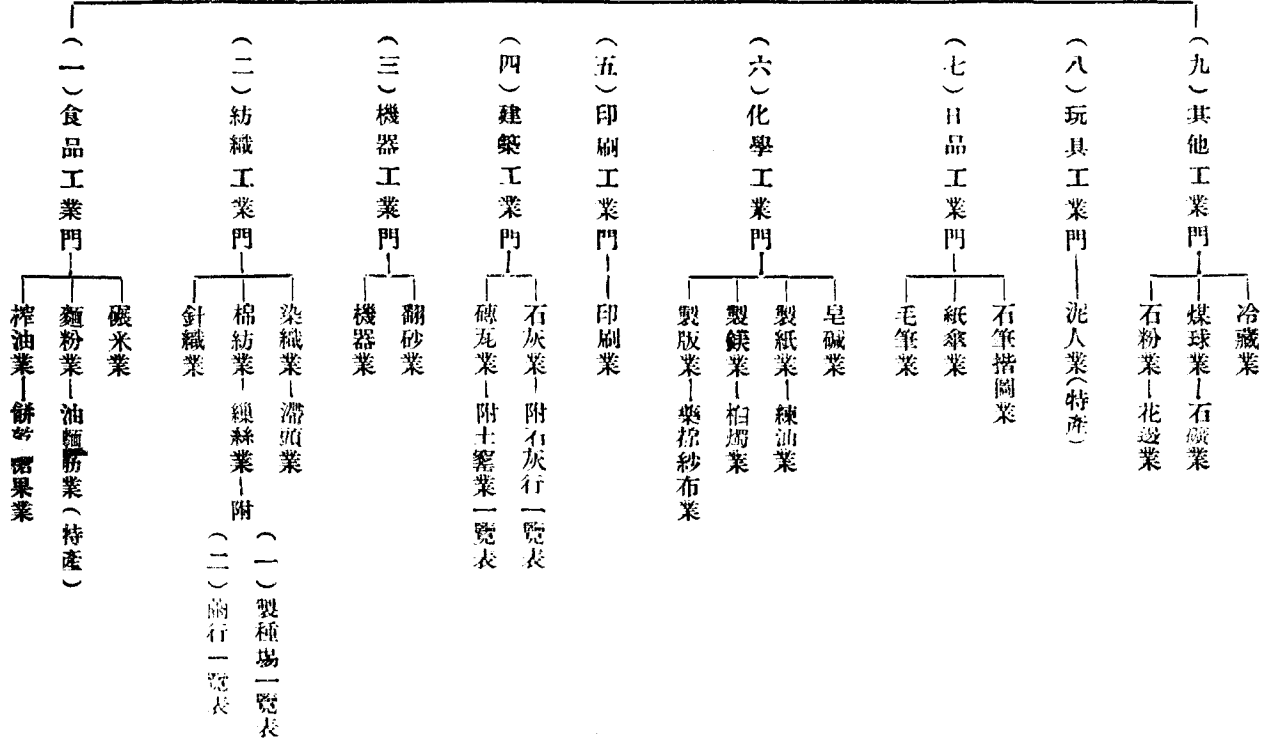 (一)食品工業門
榨油業—餅乾糖果業
麵粉業—油麵筋業(特產)
碾米業
(二)紡織工業門
針織業
棉紡業—繅絲業—附
(一)製種場一覽表
(二)繭行一覽表
染織業—滯頭業
(三)機器工業門
機器業
翻砂業
(四)建築工業門
磚瓦業—附土窰業一覽表
石灰業—附石灰行一覽表
(五)印刷工業門—印刷業
(六)化學工業門
製版業—藥棉紗布業
製鎂業—桕燭業
製紙業—練油業
皂碱業
(七)日品工業門
毛筆業
紙傘業
石筆揩圖業
(八)玩具工業門—泥人業(特產)
(九)其他工業門
石粉業—花邊業
煤球業—石礦業
冷藏業